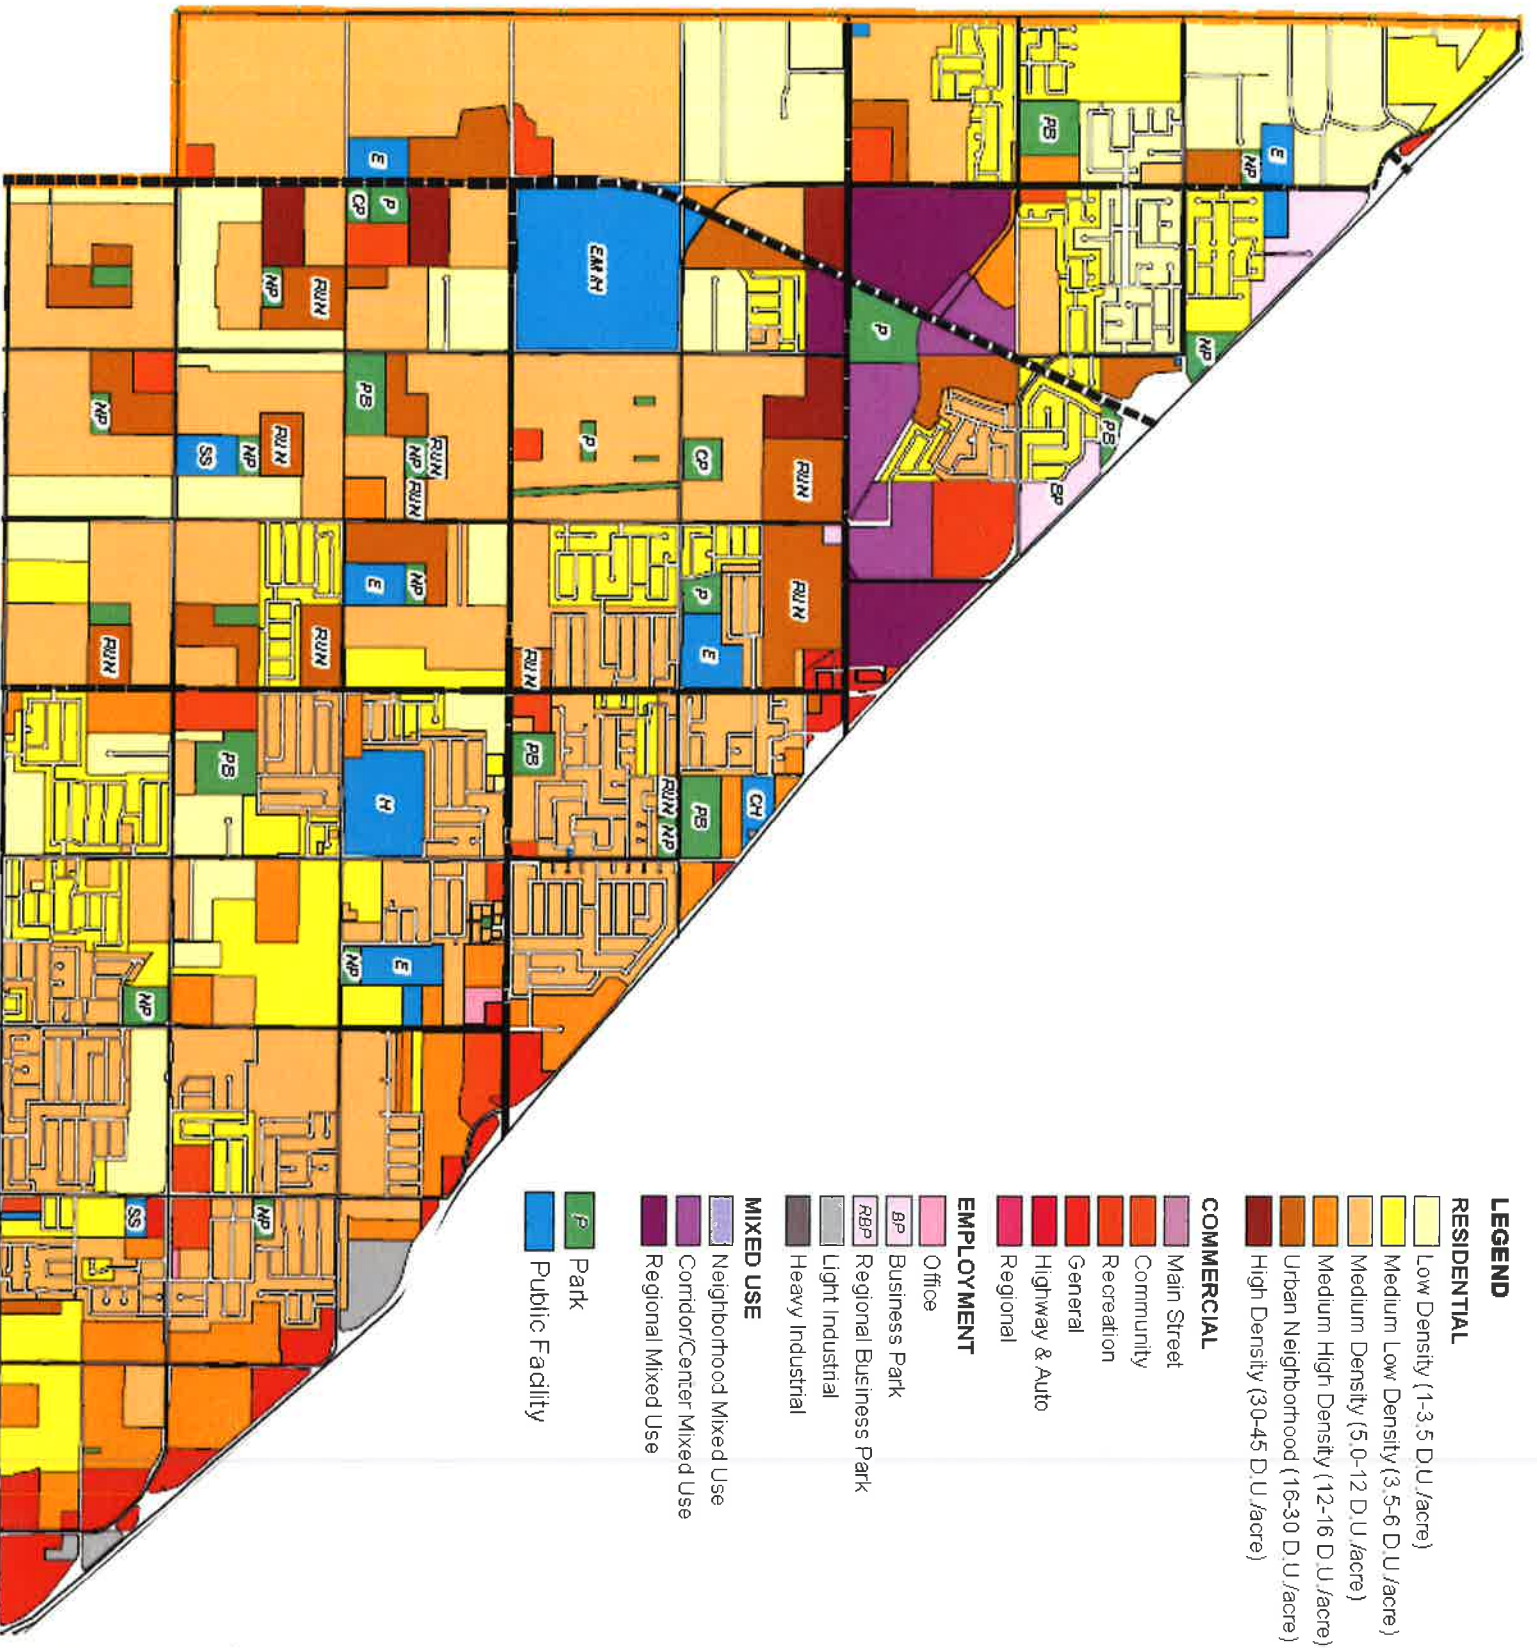 LEGEND
RESIDENTIAL
Low Density (1-3.5 D.U./acre)
Medium Low Density (3.5-6 D.U./acre)
Medium Density (5.0-12 D.U./acre)
Medium High Density (12-16 D.U./acre)
Urban Neighborhood (16-30 D.U./acre)
High Density (30-45 D.U./acre)
COMMERCIAL
Main Street
Community
Recreation
General
Highway & Auto
Regional
EMPLOYMENT
Office
BP Business Park
RBP Regional Business Park
Light Industrial
Heavy Industrial
MIXED USE
Neighborhood Mixed Use
Corridor/Center Mixed Use
Regional Mixed Use
P Park
Public Facility
E
NP
PB
NP
PB
BP
P
E
P
CP
EMH
RUN
CP
RUN
P
E
CH
PB
RUN NP
PB
RUN
P
PB
RUN
NP
RUN
NP
E
H
E
NP
RUN
NP
RUN
NP
SS
RUN
PB
NP
NP
RUN
NP
SS